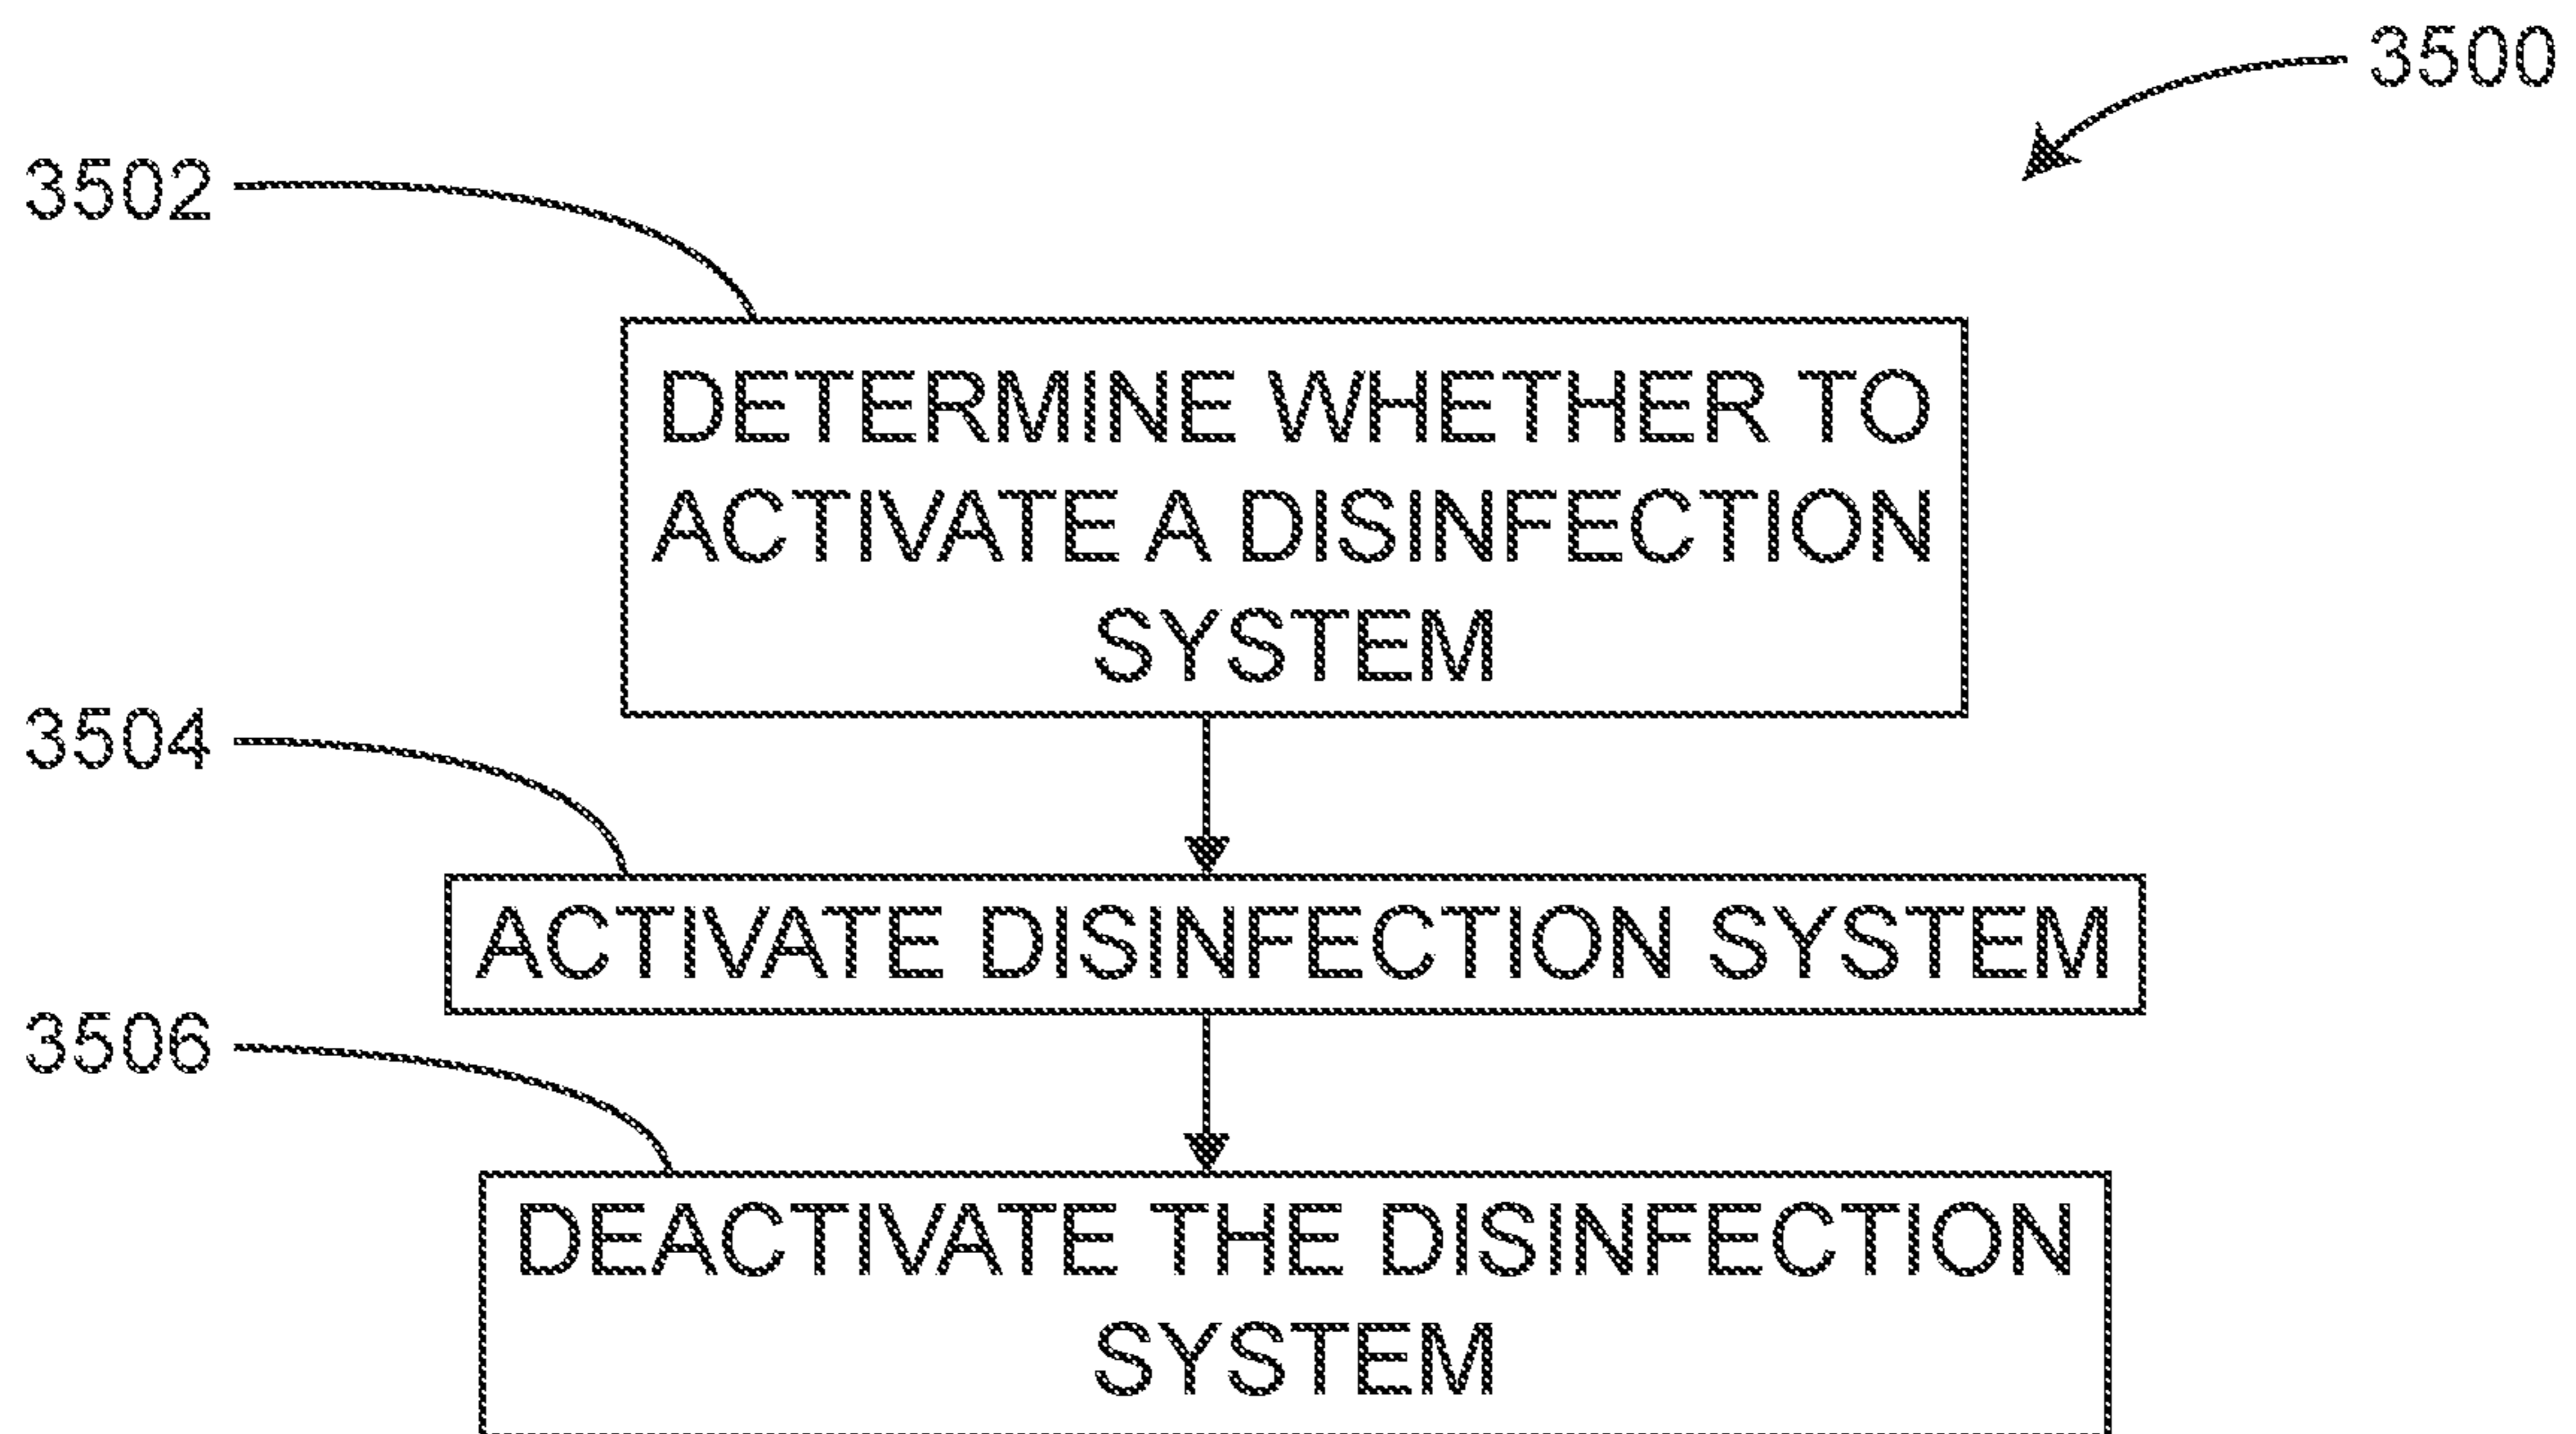 3500
3502
DETERMINE WHETHER TO
ACTIVATE A DISINFECTION
SYSTEM
3504
ACTIVATE DISINFECTION SYSTEM
3506
DEACTIVATE THE DISINFECTION
SYSTEM